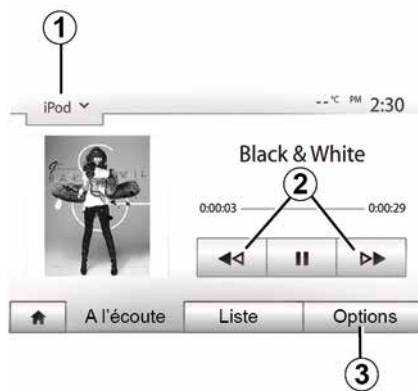 1
iPod
--°C PM 2:30
Black & White
2
0:00:03 0:00:29
A l'écoute Liste Options
3